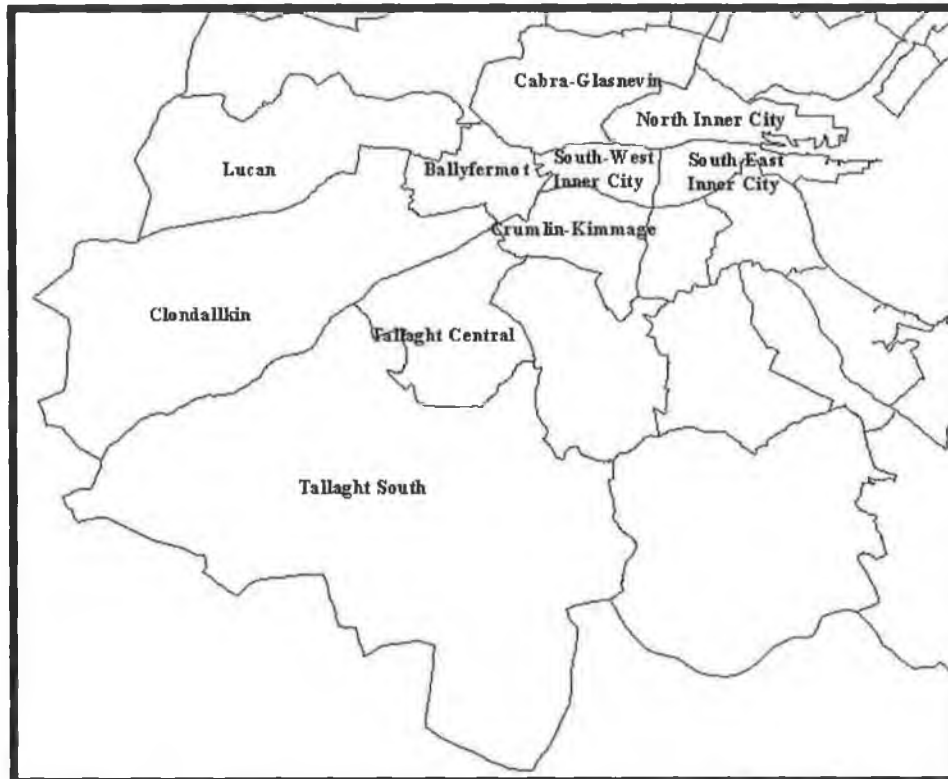 Cabra-Glasnevin
North Inner City
South-West
Inner City
South-East
Inner City
Lucan
Ballyfermot
Crumlin-Kimmage
Clondallkin
Tallaght Central
Tallaght South